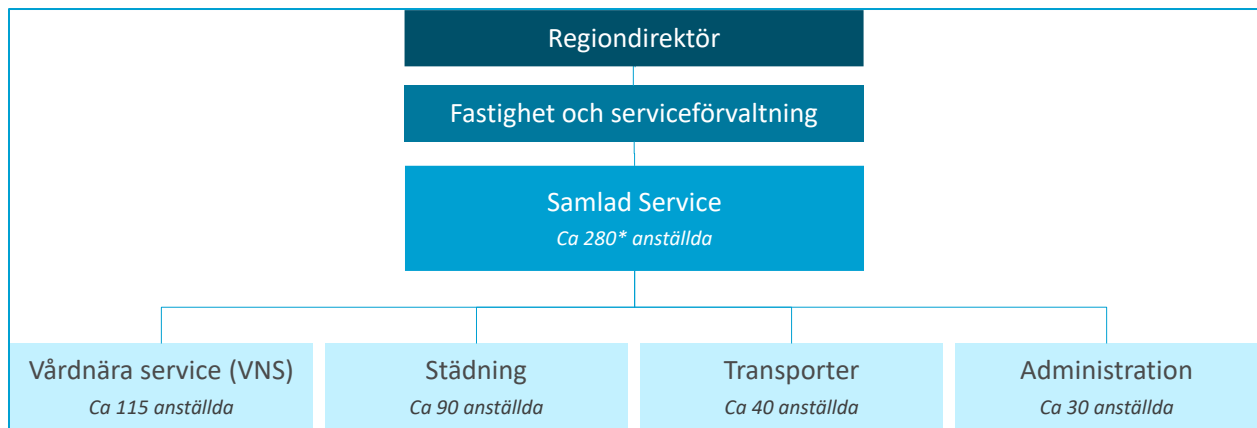 Regiondirektör
Fastighet och serviceförvaltning
Samlad Service
Ca 280* anställda
Vårdnära service (VNS)
Ca 115 anställda
Städning
Ca 90 anställda
Transporter
Ca 40 anställda
Administration
Ca 30 anställda